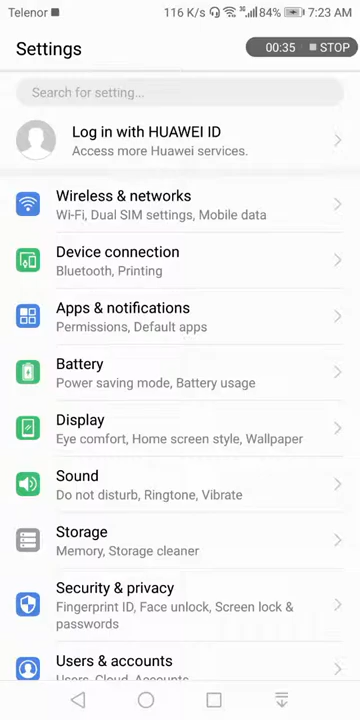 Telenor 116 K/s 84% 7:23 AM
Settings 00:35 STOP
Search for setting...
Log in with HUAWEI ID
Access more Huawei services.
Wireless & networks
Wi-Fi, Dual SIM settings, Mobile data
Device connection
Bluetooth, Printing
Apps & notifications
Permissions, Default apps
Battery
Power saving mode, Battery usage
Display
Eye comfort, Home screen style, Wallpaper
Sound
Do not disturb, Ringtone, Vibrate
Storage
Memory, Storage cleaner
Security & privacy
Fingerprint ID, Face unlock, Screen lock &
passwords
Users & accounts
Users, Cloud, Accounts